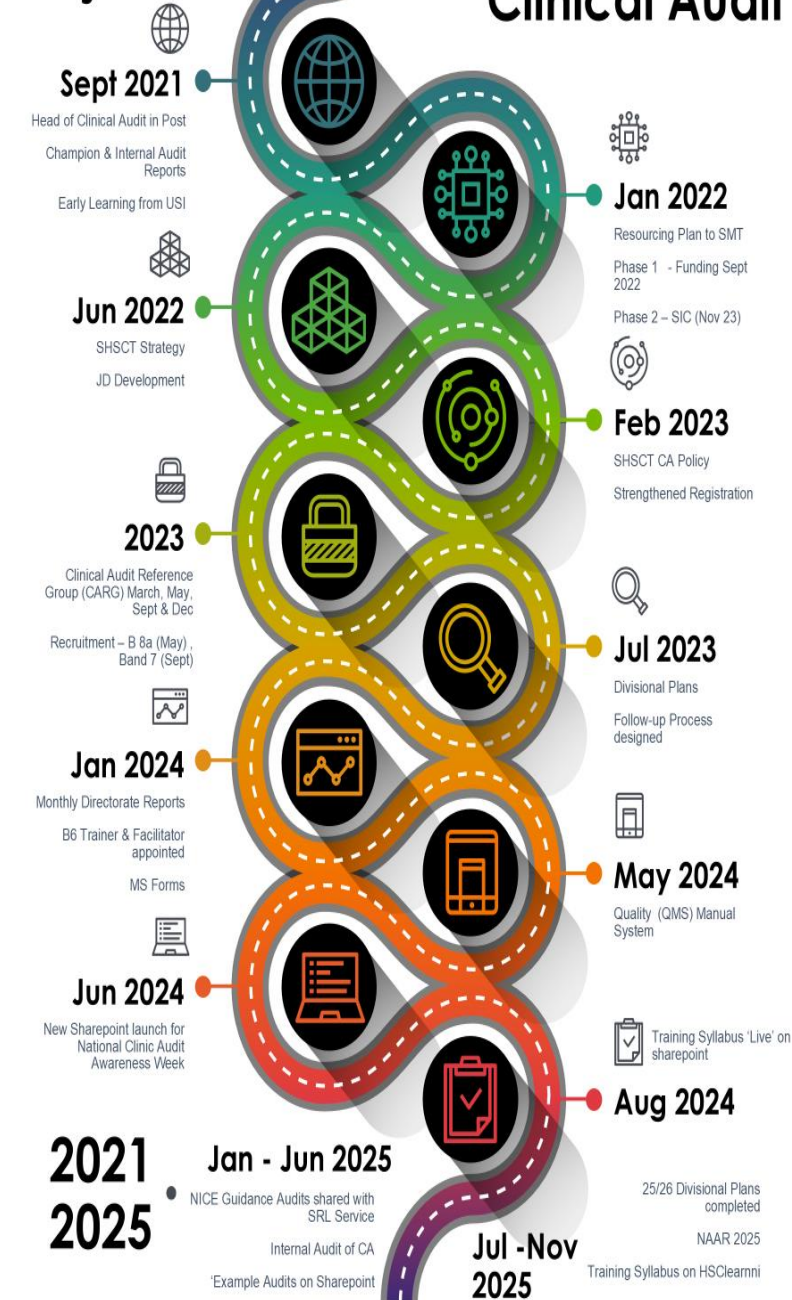 Clinical Audit
Sept 2021
Head of Clinical Audit in Post
Champion & Internal Audit
Reports
Early Learning from USI
Jan 2022
Resourcing Plan to SMT
Phase 1 - Funding Sept
2022
Phase 2 – SIC (Nov 23)
Jun 2022
SHSCT Strategy
JD Development
Feb 2023
SHSCT CA Policy
Strengthened Registration
2023
Clinical Audit Reference
Group (CARG) March, May,
Sept & Dec
Recruitment – B 8a (May) ,
Band 7 (Sept)
Jul 2023
Divisional Plans
Follow-up Process
designed
Jan 2024
Monthly Directorate Reports
B6 Trainer & Facilitator
appointed
MS Forms
May 2024
Quality (QMS) Manual
System
Jun 2024
New Sharepoint launch for
National Clinic Audit
Awareness Week
Training Syllabus ‘Live’ on
sharepoint
Aug 2024
2021
2025
Jan - Jun 2025
NICE Guidance Audits shared with
SRL Service
Internal Audit of CA
‘Example Audits on Sharepoint
Jul -Nov
2025
25/26 Divisional Plans
completed
NAAR 2025
Training Syllabus on HSClearnni